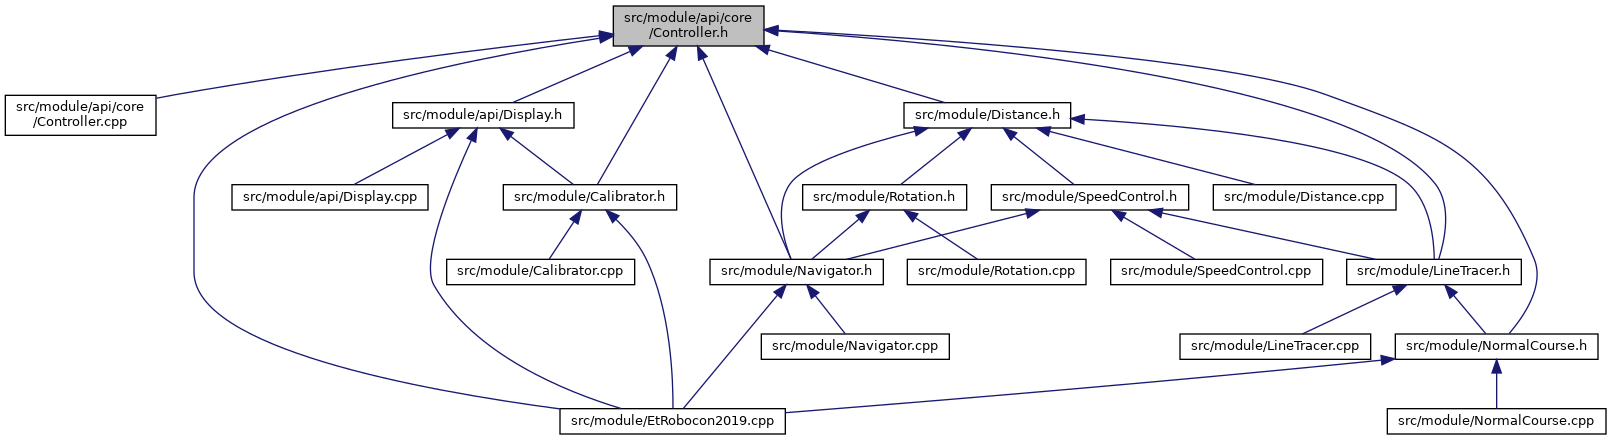 src/module/api/core
/Controller.h
src/module/api/core
/Controller.cpp
src/module/api/Display.h
src/module/Distance.h
src/module/api/Display.cpp
src/module/Calibrator.h
src/module/Rotation.h
src/module/SpeedControl.h
src/module/Distance.cpp
src/module/Calibrator.cpp
src/module/Navigator.h
src/module/Rotation.cpp
src/module/SpeedControl.cpp
src/module/LineTracer.h
src/module/Navigator.cpp
src/module/LineTracer.cpp
src/module/NormalCourse.h
src/module/EtRobocon2019.cpp
src/module/NormalCourse.cpp